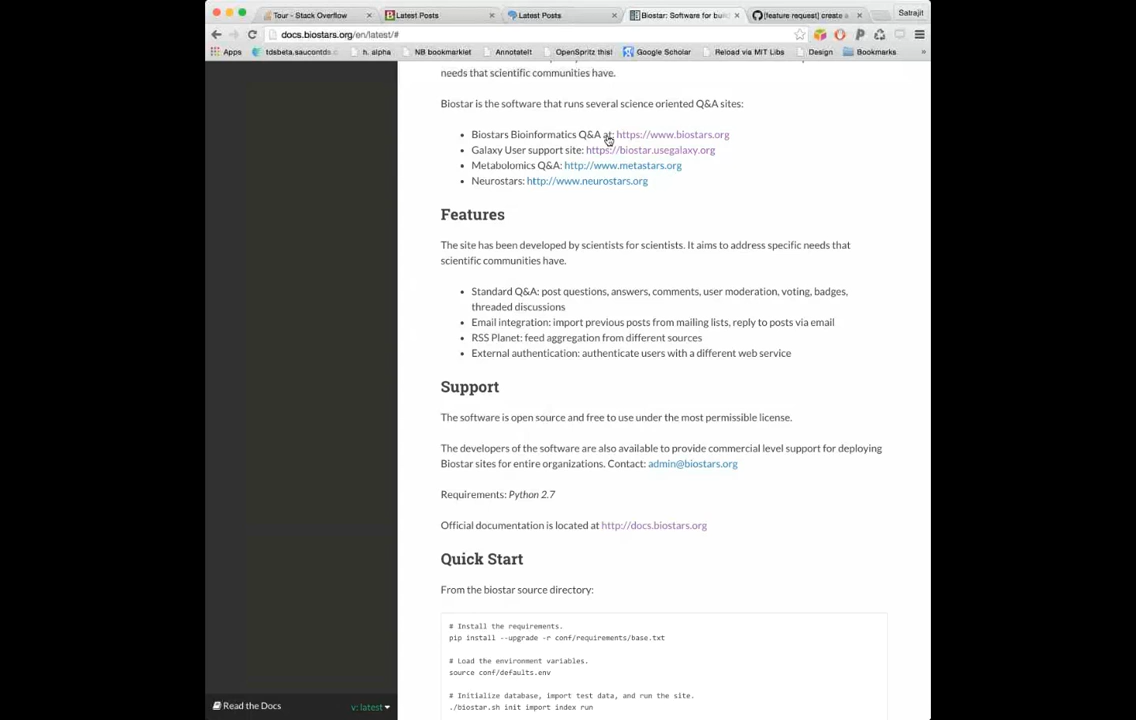 Tour - Stack Overflow
Latest Posts
Latest Posts
Biostar: Software for buil
[feature request] create a
Satrajit
docs.biostars.org/en/latest/#
Apps
tdsbeta.saucontds.c
h. alpha
NB bookmarklet
AnnotateIt
OpenSpritz this!
Google Scholar
Reload via MIT Libs
Design
Bookmarks
needs that scientific communities have.
Biostar is the software that runs several science oriented Q&A sites:
• Biostars Bioinformatics Q&A at: https://www.biostars.org
• Galaxy User support site: https://biostar.usegalaxy.org
• Metabolomics Q&A: http://www.metastars.org
• Neurostars: http://www.neurostars.org
Features
The site has been developed by scientists for scientists. It aims to address specific needs that
scientific communities have.
• Standard Q&A: post questions, answers, comments, user moderation, voting, badges,
threaded discussions
• Email integration: import previous posts from mailing lists, reply to posts via email
• RSS Planet: feed aggregation from different sources
• External authentication: authenticate users with a different web service
Support
The software is open source and free to use under the most permissible license.
The developers of the software are also available to provide commercial level support for deploying
Biostar sites for entire organizations. Contact: admin@biostars.org
Requirements: Python 2.7
Official documentation is located at http://docs.biostars.org
Quick Start
From the biostar source directory:
# Install the requirements.
pip install --upgrade -r conf/requirements/base.txt
# Load the environment variables.
source conf/defaults.env
# Initialize database, import test data, and run the site.
./biostar.sh init import index run
Read the Docs
v: latest